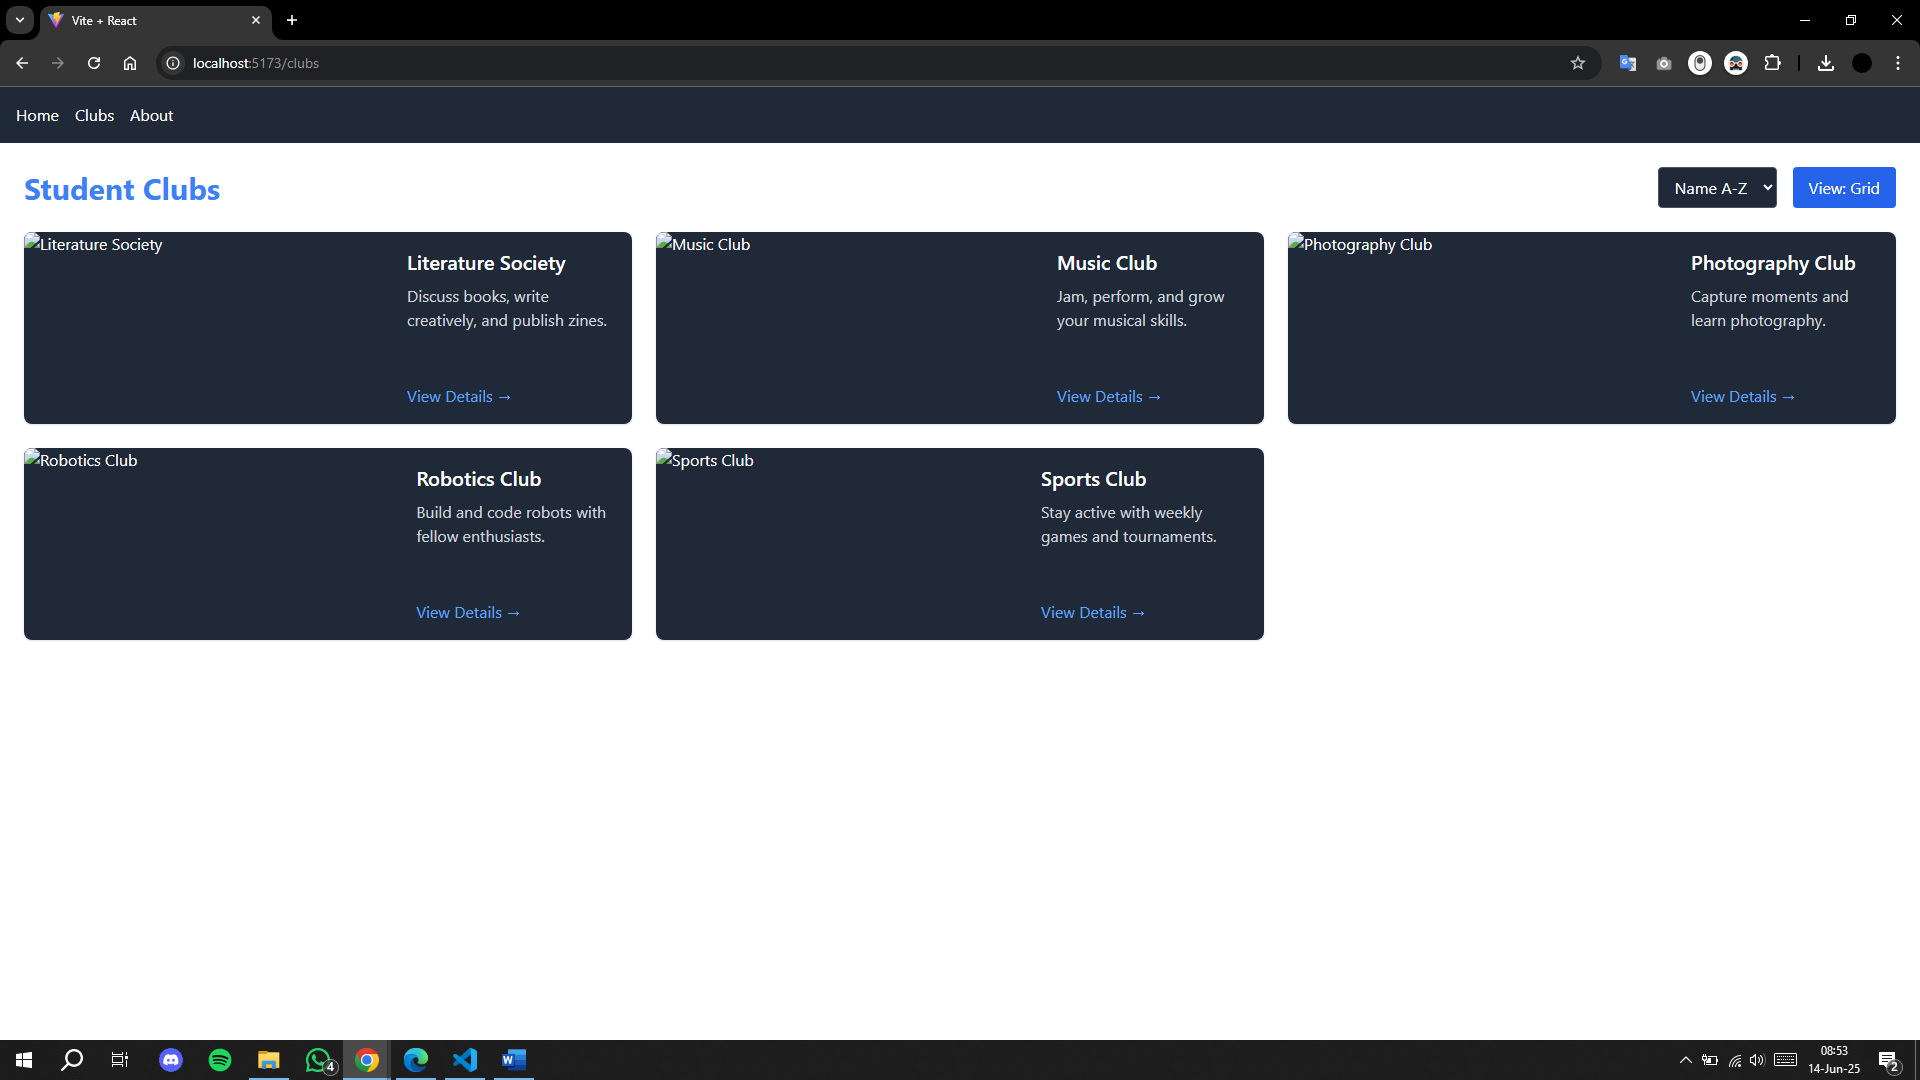 Vite + React
localhost:5173/clubs
Home Clubs About
Student Clubs
Name A-Z
View: Grid
Literature Society
Literature Society
Discuss books, write
creatively, and publish zines.
View Details →
Music Club
Music Club
Jam, perform, and grow
your musical skills.
View Details →
Photography Club
Photography Club
Capture moments and
learn photography.
View Details →
Robotics Club
Robotics Club
Build and code robots with
fellow enthusiasts.
View Details →
Sports Club
Sports Club
Stay active with weekly
games and tournaments.
View Details →
4
W
08:53
14-Jun-25
2